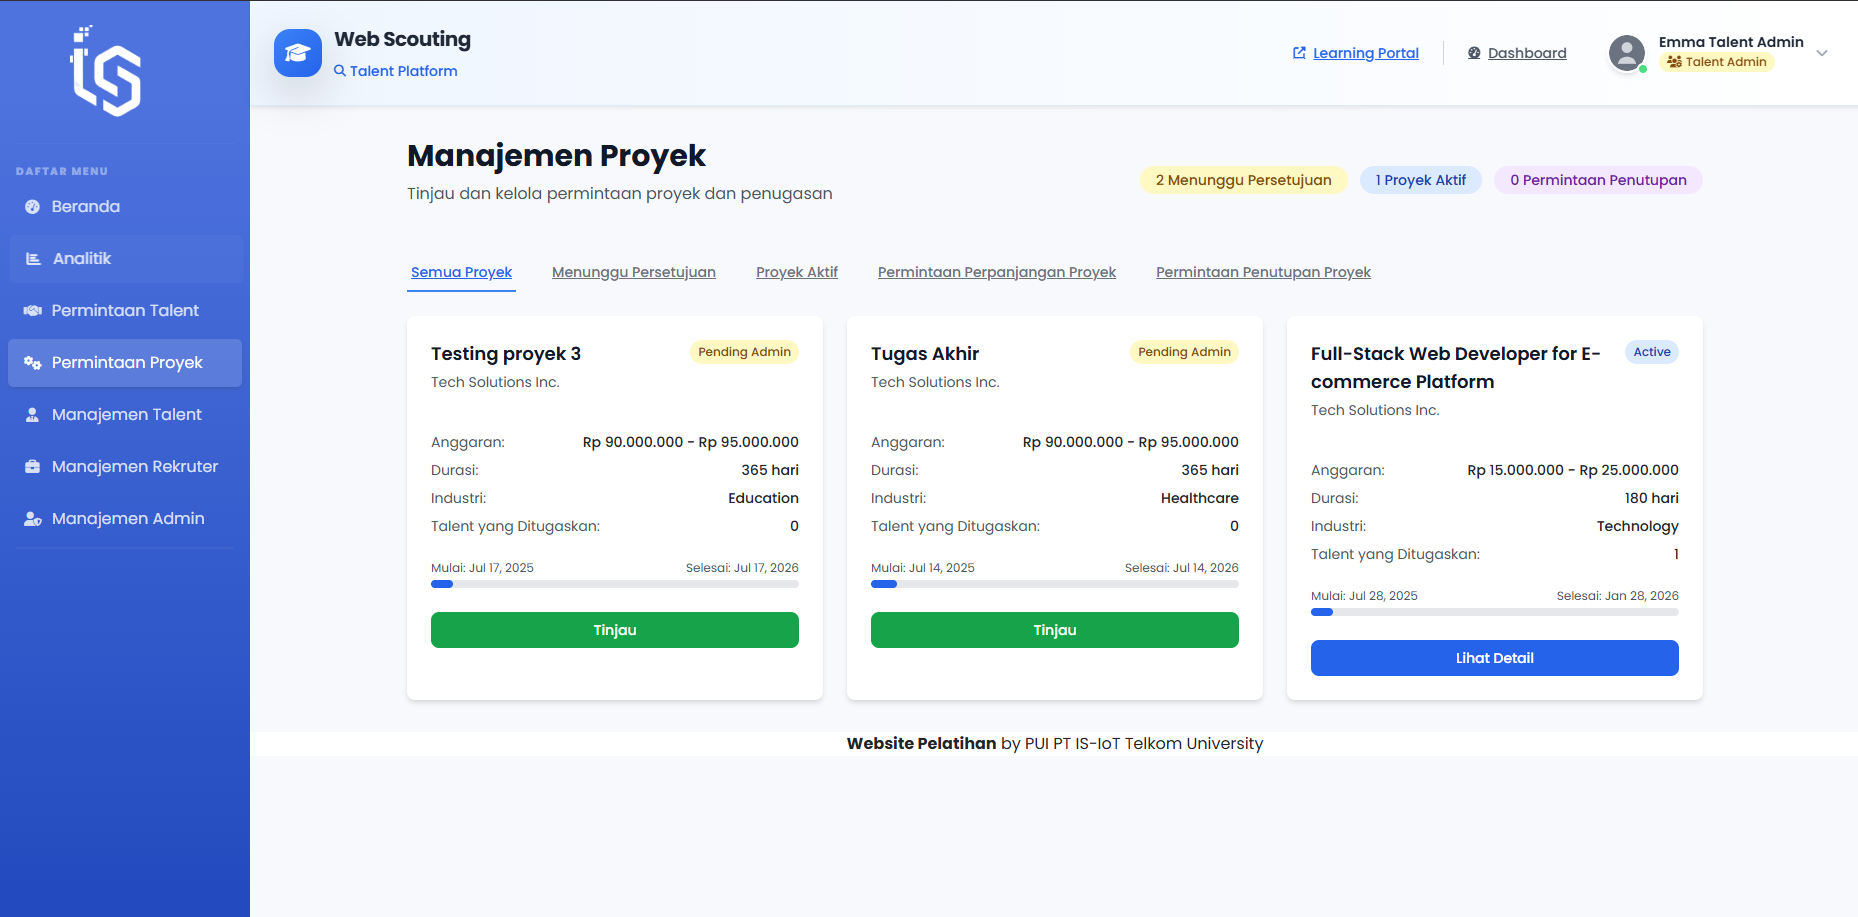 Web Scouting
Talent Platform
Learning Portal
Dashboard
Emma Talent Admin
Talent Admin
DAFTAR MENU
Beranda
Analitik
Permintaan Talent
Permintaan Proyek
Manajemen Talent
Manajemen Rekruter
Manajemen Admin
Manajemen Proyek
Tinjau dan kelola permintaan proyek dan penugasan
2 Menunggu Persetujuan
1 Proyek Aktif
0 Permintaan Penutupan
Semua Proyek
Menunggu Persetujuan
Proyek Aktif
Permintaan Perpanjangan Proyek
Permintaan Penutupan Proyek
Testing proyek 3
Pending Admin
Tech Solutions Inc.
Anggaran: Rp 90.000.000 - Rp 95.000.000
Durasi: 365 hari
Industri: Education
Talent yang Ditugaskan: 0
Mulai: Jul 17, 2025 Selesai: Jul 17, 2026
Tinjau
Tugas Akhir
Pending Admin
Tech Solutions Inc.
Anggaran: Rp 90.000.000 - Rp 95.000.000
Durasi: 365 hari
Industri: Healthcare
Talent yang Ditugaskan: 0
Mulai: Jul 14, 2025 Selesai: Jul 14, 2026
Tinjau
Full-Stack Web Developer for E-
commerce Platform
Active
Tech Solutions Inc.
Anggaran: Rp 15.000.000 - Rp 25.000.000
Durasi: 180 hari
Industri: Technology
Talent yang Ditugaskan: 1
Mulai: Jul 28, 2025 Selesai: Jan 28, 2026
Lihat Detail
Website Pelatihan by PUI PT IS-IoT Telkom University